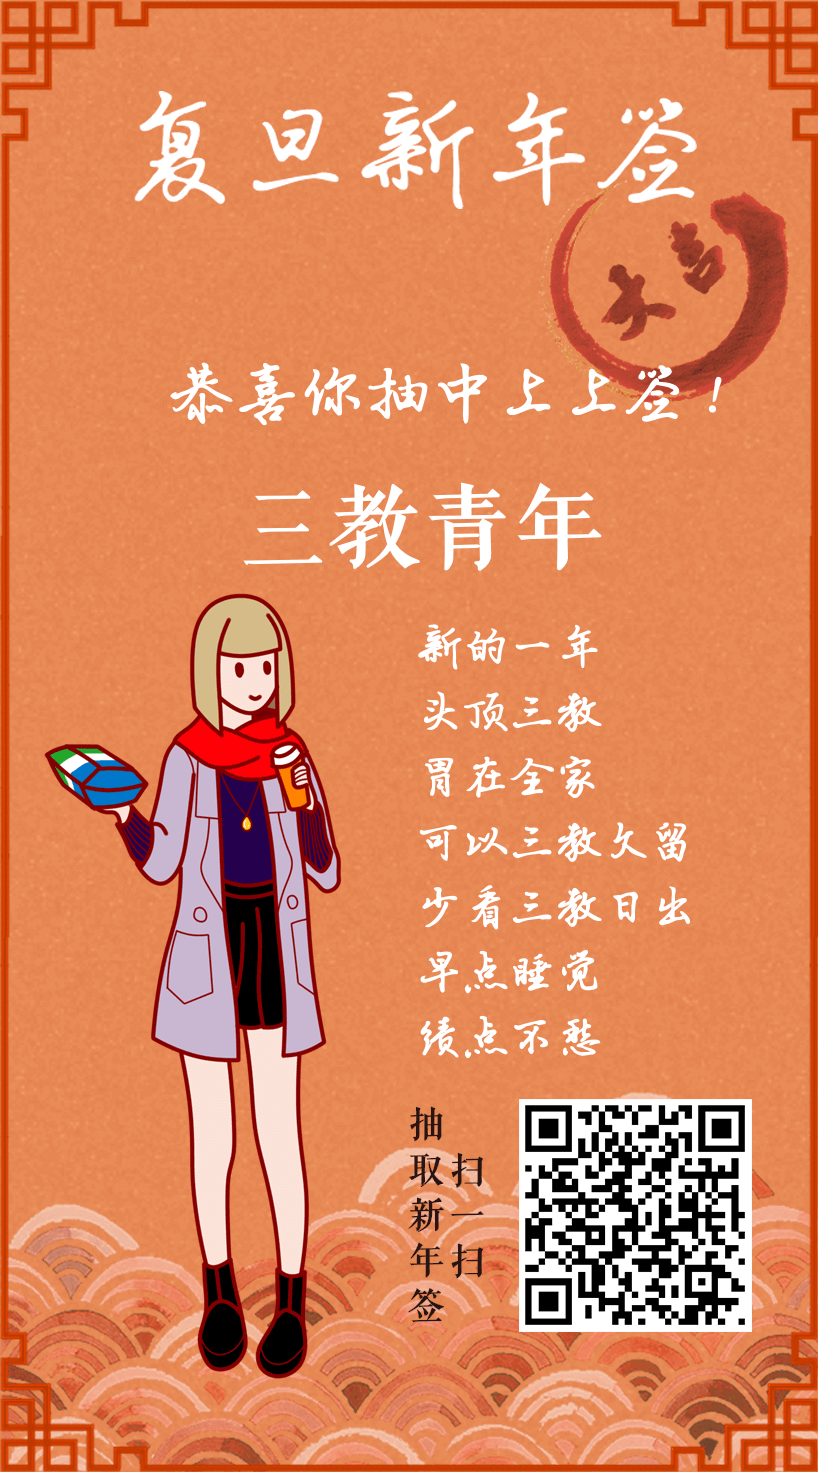 复旦新年签
大喜
恭喜你抽中上上签！
三教青年
新的一年
头顶三教
胃在全家
可以三教久留
少看三教日出
早点睡觉
绩点不愁
扫一扫
抽取新年签